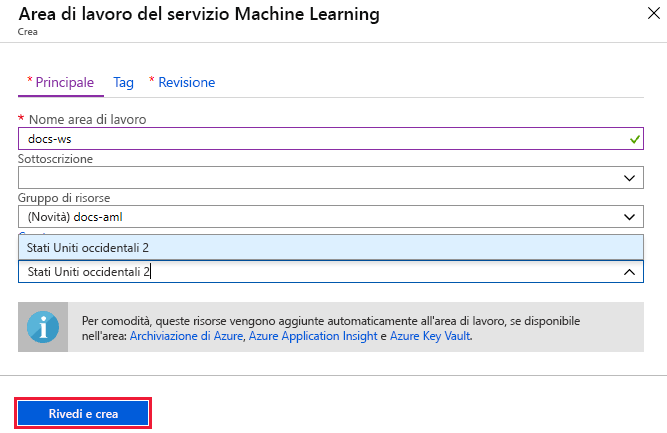 Area di lavoro del servizio Machine Learning
Crea
* Principale Tag * Revisione
* Nome area di lavoro
docs-ws
Sottoscrizione
Gruppo di risorse
(Novità) docs-aml
Stati Uniti occidentali 2
Stati Uniti occidentali 2
Per comodità, queste risorse vengono aggiunte automaticamente all'area di lavoro, se disponibile
nell'area: Archiviazione di Azure, Azure Application Insight e Azure Key Vault.
Rivedi e crea